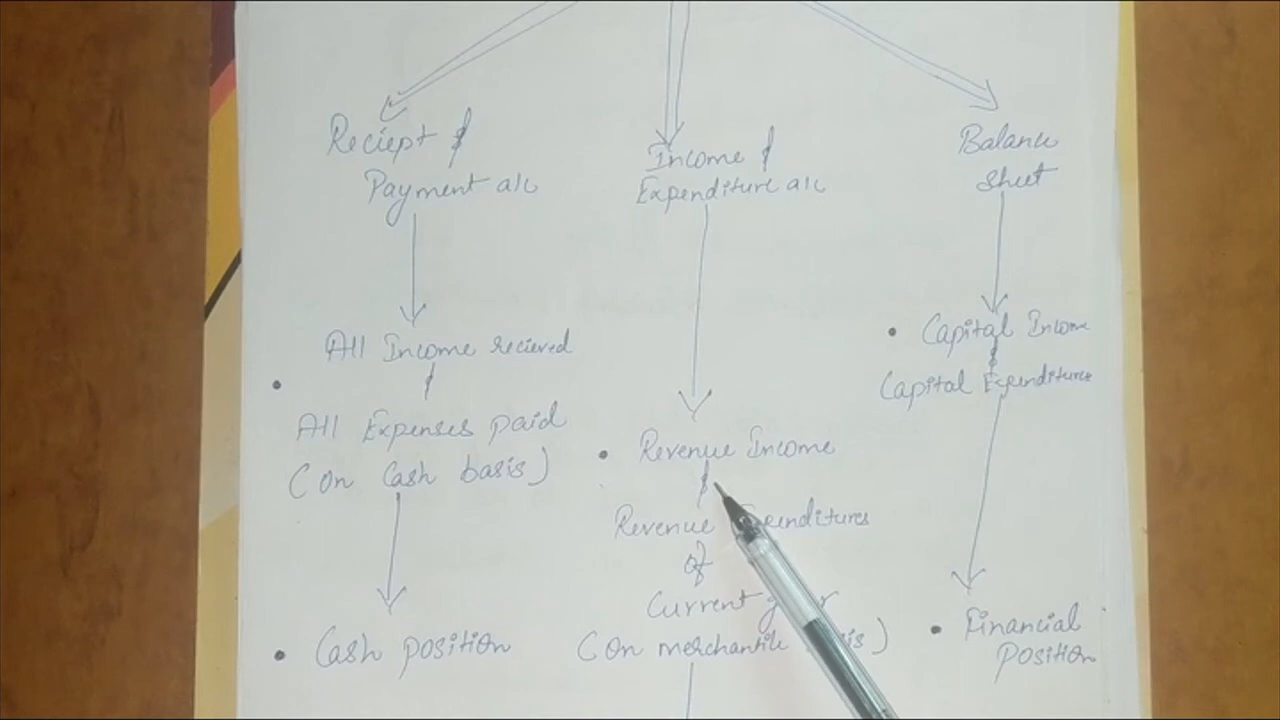 Reciept &
Payment a/c
All Income recieved
&
All Expenses paid
(On Cash basis)
Cash position
Income &
Expenditure a/c
Revenue Income
&
Revenue
of
Current
(On merchantile
Balance
Sheet
Capital Income
&
Capital Expenditure
Financial
Position